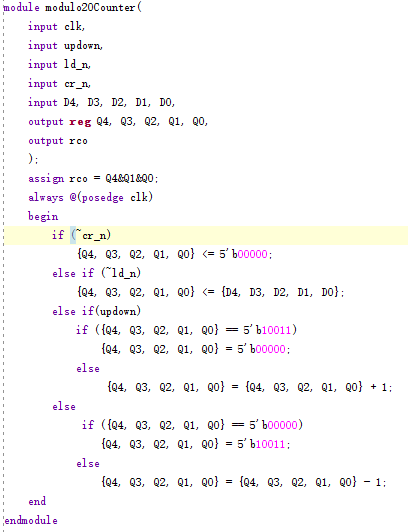 module modulo20Counter(
input clk,
input updown,
input ld_n,
input cr_n,
input D4, D3, D2, D1, D0,
output reg Q4, Q3, Q2, Q1, Q0,
output rco
);
assign rco = Q4&Q1&Q0;
always @(posedge clk)
begin
if (~cr_n)
{Q4, Q3, Q2, Q1, Q0} <= 5'b00000;
else if (~ld_n)
{Q4, Q3, Q2, Q1, Q0} <= {D4, D3, D2, D1, D0};
else if(updown)
if ({Q4, Q3, Q2, Q1, Q0} == 5'b10011)
{Q4, Q3, Q2, Q1, Q0} = 5'b00000;
else
{Q4, Q3, Q2, Q1, Q0} = {Q4, Q3, Q2, Q1, Q0} + 1;
else
if ({Q4, Q3, Q2, Q1, Q0} == 5'b00000)
{Q4, Q3, Q2, Q1, Q0} = 5'b10011;
else
{Q4, Q3, Q2, Q1, Q0} = {Q4, Q3, Q2, Q1, Q0} - 1;
end
endmodule